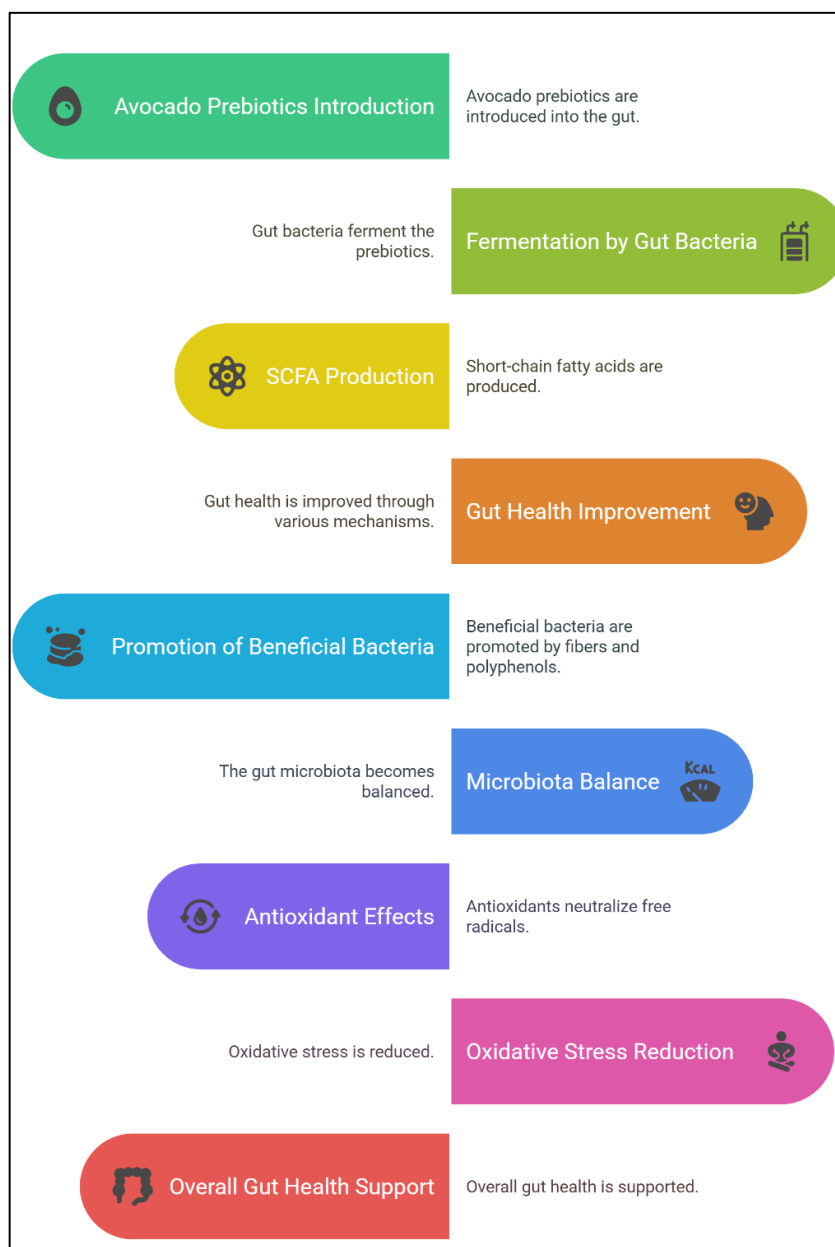 Avocado Prebiotics Introduction
Avocado prebiotics are
introduced into the gut.
Gut bacteria ferment the
prebiotics.
Fermentation by Gut Bacteria
SCFA Production
Short-chain fatty acids are
produced.
Gut health is improved through
various mechanisms.
Gut Health Improvement
Promotion of Beneficial Bacteria
Beneficial bacteria are
promoted by fibers and
polyphenols.
The gut microbiota becomes
balanced.
Microbiota Balance
KCAL
Antioxidant Effects
Antioxidants neutralize free
radicals.
Oxidative stress is reduced.
Oxidative Stress Reduction
Overall Gut Health Support
Overall gut health is supported.